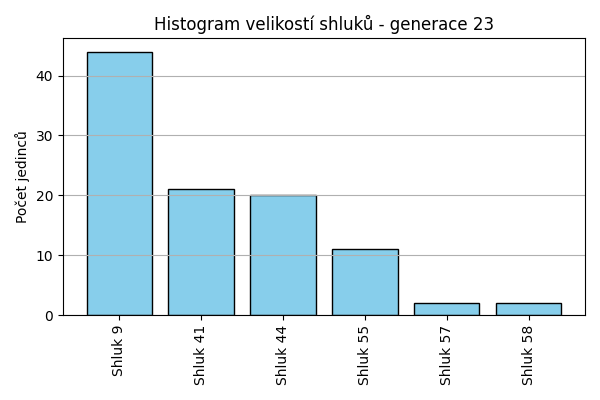 Histogram velikostí shluků - generace 23
Počet jedinců
40
30
20
10
0
Shluk 9
Shluk 41
Shluk 44
Shluk 55
Shluk 57
Shluk 58